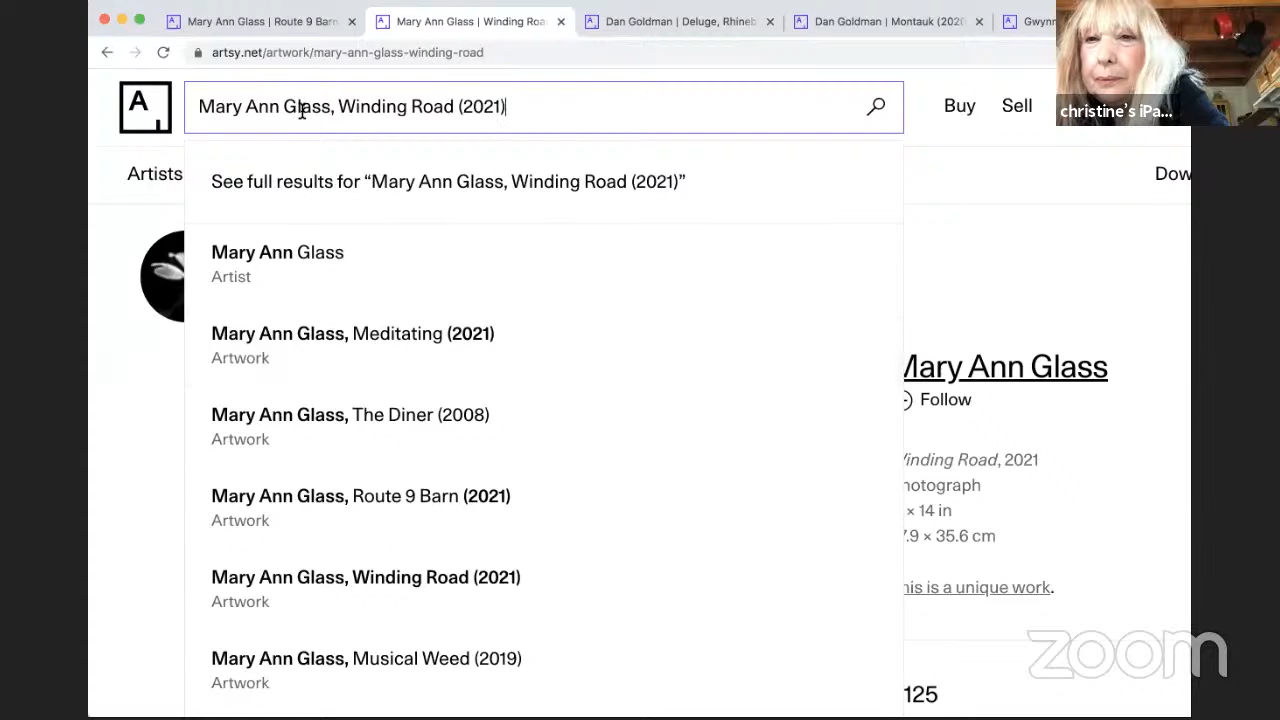 Mary Ann Glass | Route 9 Barn,
Mary Ann Glass | Winding Roa
Dan Goldman | Deluge, Rhineb
Dan Goldman | Montauk (2020
Gwynn
artsy.net/artwork/mary-ann-glass-winding-road
christine's iPa...
A
Mary Ann Glass, Winding Road (2021)
Buy
Sell
Artists
See full results for “Mary Ann Glass, Winding Road (2021)”
Dow
Mary Ann Glass
Artist
Mary Ann Glass, Meditating (2021)
Artwork
Mary Ann Glass
Follow
Mary Ann Glass, The Diner (2008)
Artwork
inding Road, 2021
hotograph
× 14 in
7.9 × 35.6 cm
Mary Ann Glass, Route 9 Barn (2021)
Artwork
Mary Ann Glass, Winding Road (2021)
Artwork
his is a unique work.
Mary Ann Glass, Musical Weed (2019)
Artwork
125
zoom